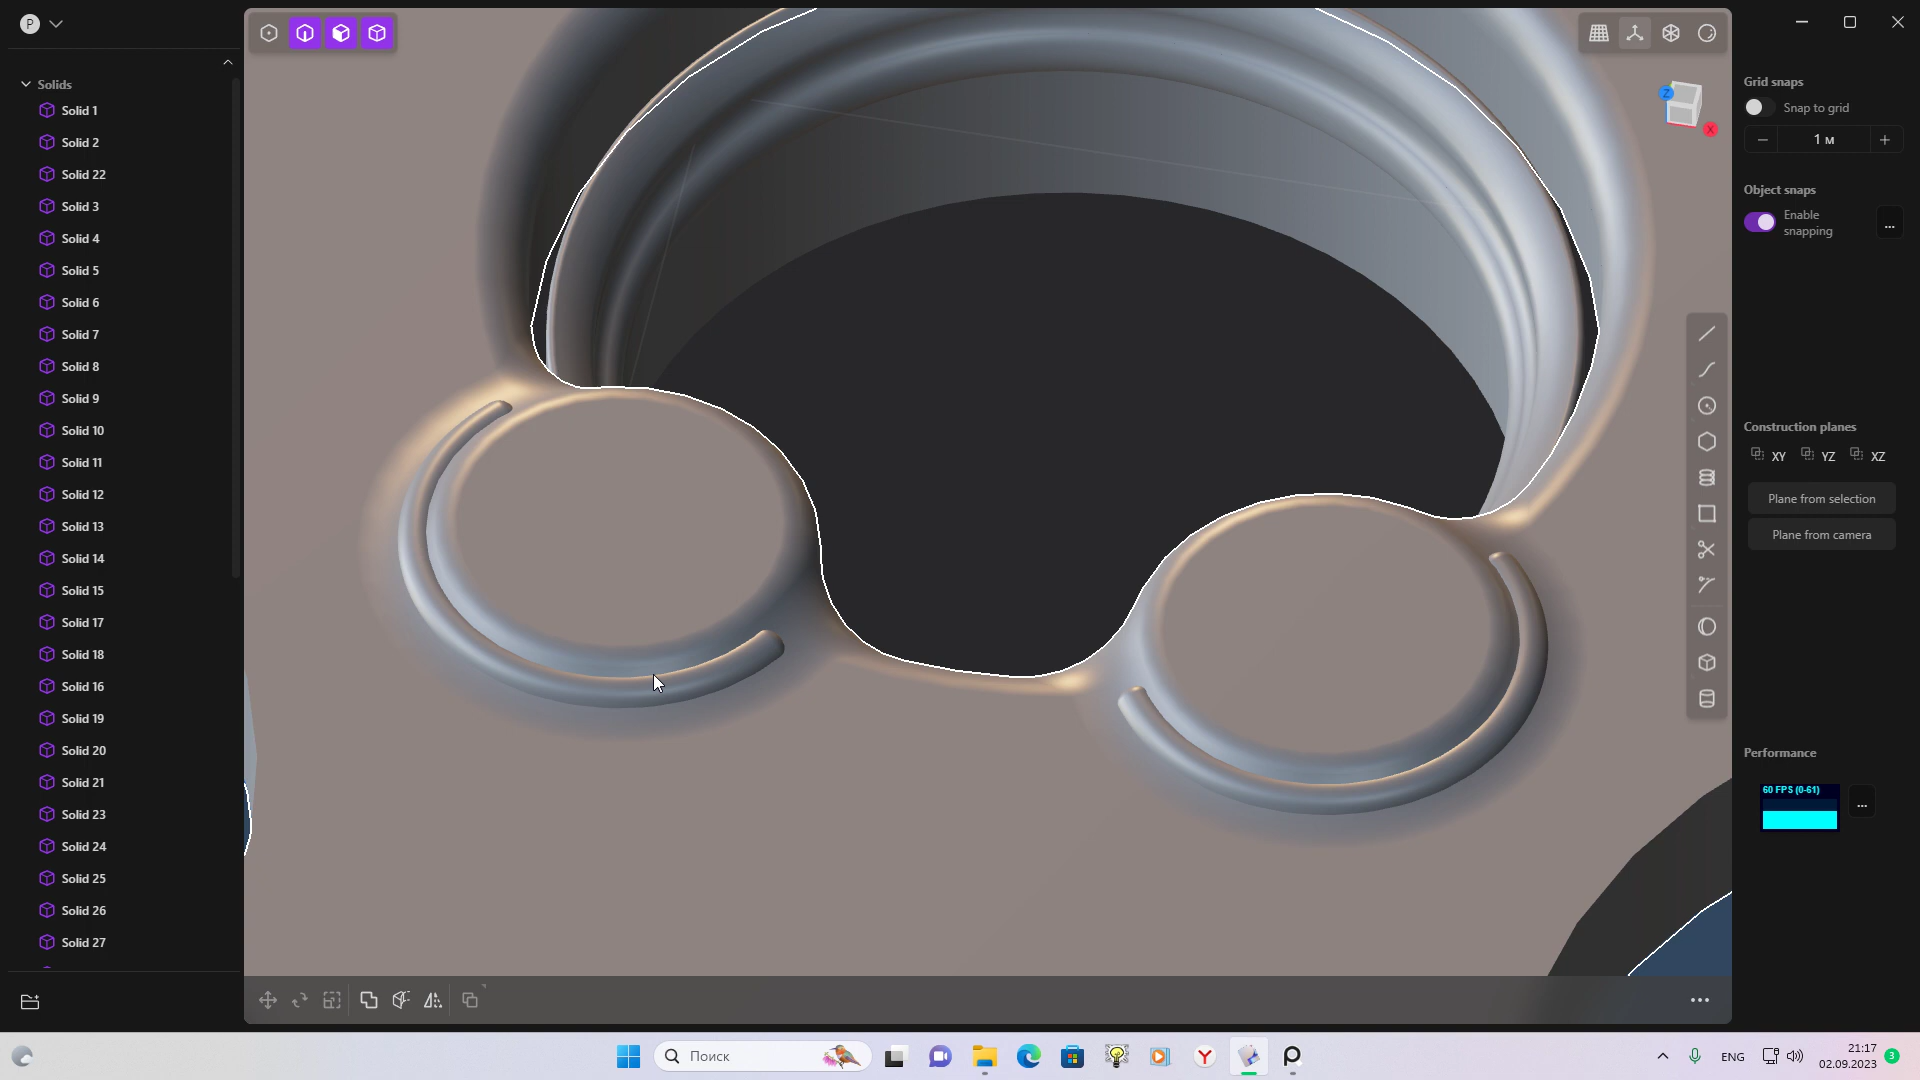 P
Solids
Solid 1
Solid 2
Solid 22
Solid 3
Solid 4
Solid 5
Solid 6
Solid 7
Solid 8
Solid 9
Solid 10
Solid 11
Solid 12
Solid 13
Solid 14
Solid 15
Solid 17
Solid 18
Solid 16
Solid 19
Solid 20
Solid 21
Solid 23
Solid 24
Solid 25
Solid 26
Solid 27
Z
X
Grid snaps
Snap to grid
1 м
Object snaps
Enable
snapping
...
Construction planes
XY YZ XZ
Plane from selection
Plane from camera
Performance
60 FPS (0-61)
...
Поиск
ENG
21:17
02.09.2023
3